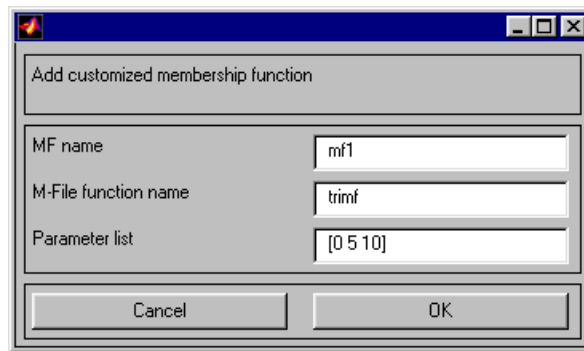 Add customized membership function
MF name
mf1
M-File function name
trimf
Parameter list
[0 5 10]
Cancel
OK